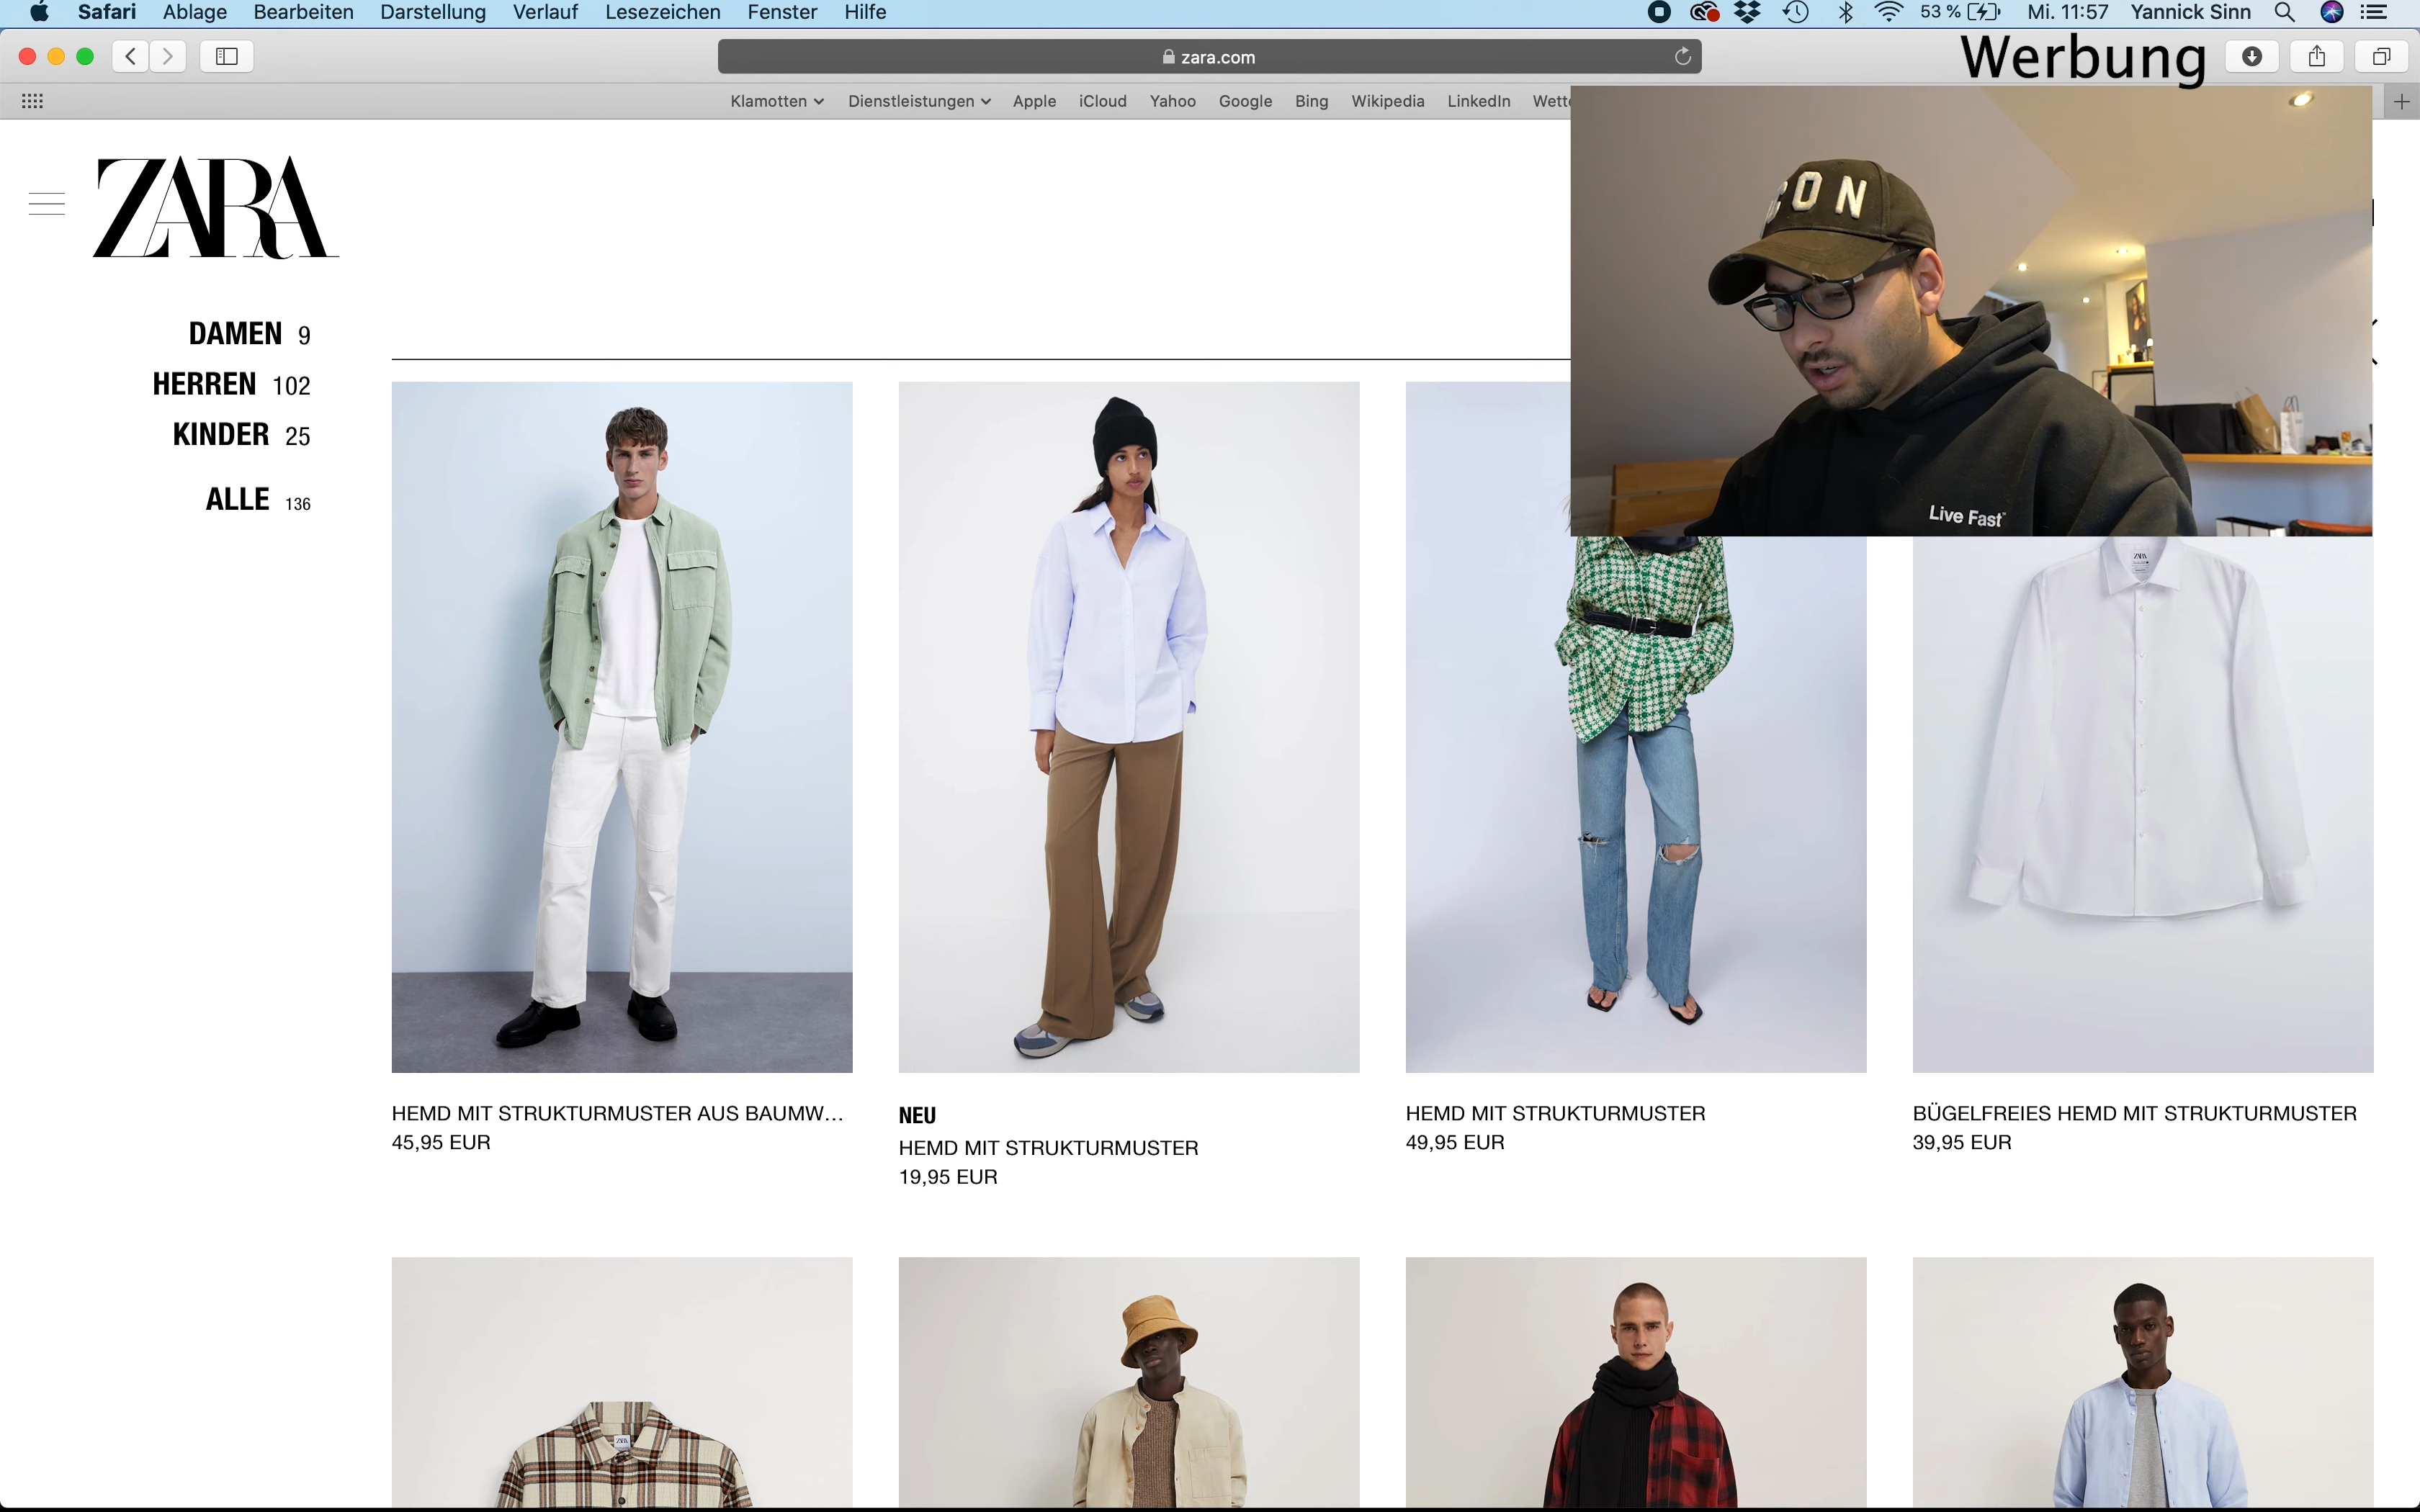 Safari Ablage Bearbeiten Darstellung Verlauf Lesezeichen Fenster Hilfe 53 % Mi. 11:57 Yannick Sinn
zara.com
Werbung
Klamotten Dienstleistungen Apple iCloud Yahoo Google Bing Wikipedia LinkedIn
ZARA
CON
Live Fast
DAMEN 9
HERREN 102
KINDER 25
ALLE 136
ZARA
HEMD MIT STRUKTURMUSTER AUS BAUMW…
45,95 EUR
NEU
HEMD MIT STRUKTURMUSTER
19,95 EUR
HEMD MIT STRUKTURMUSTER
49,95 EUR
BÜGELFREIES HEMD MIT STRUKTURMUSTER
39,95 EUR
ZARA